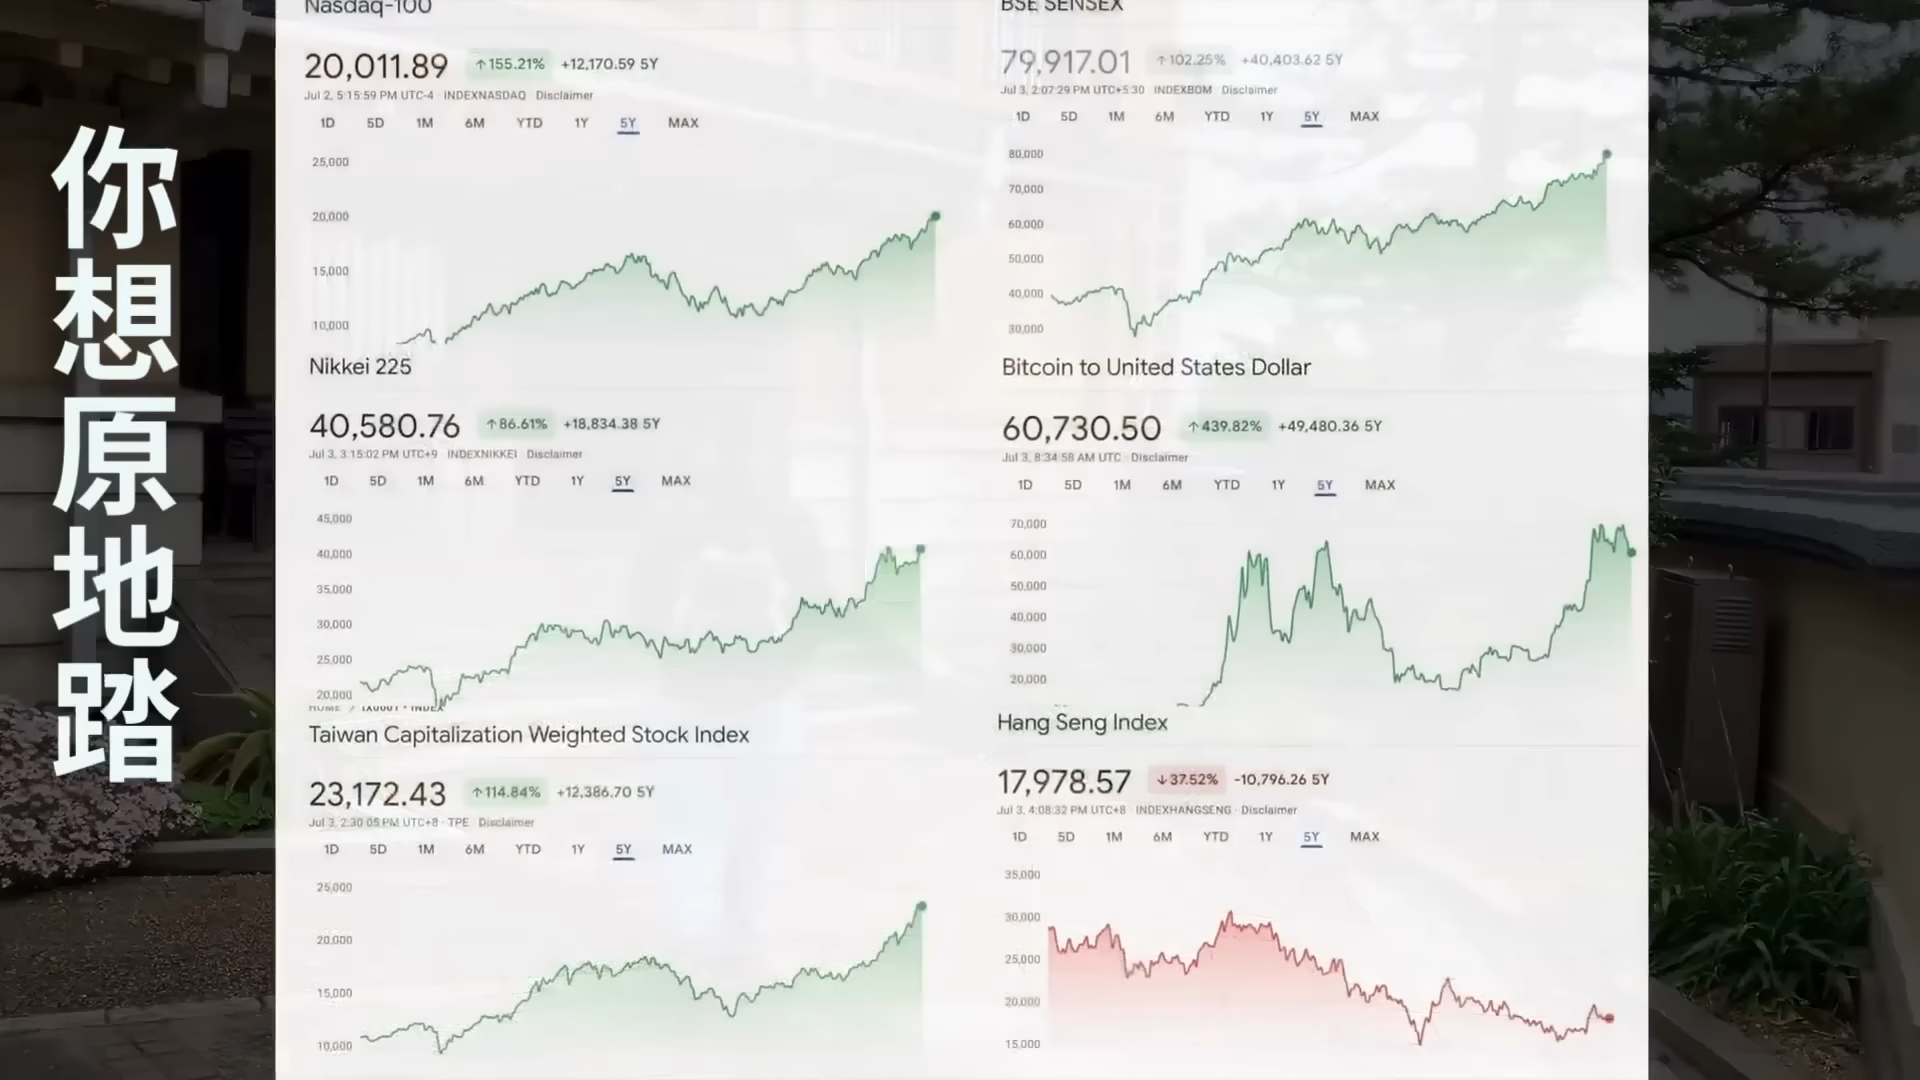 你想原地踏
Nasdaq-100
20,011.89 ↑155.21% +12,170.59 5Y
Jul 2, 5:15:59 PM UTC-4 · INDEXNASDAQ · Disclaimer
1D 5D 1M 6M YTD 1Y 5Y MAX
25,000
20,000
15,000
10,000
BSE SENSEX
79,917.01 ↑102.25% +40,403.62 5Y
Jul 3, 2:07:29 PM UTC+5:30 · INDEXBOM · Disclaimer
1D 5D 1M 6M YTD 1Y 5Y MAX
80,000
70,000
60,000
50,000
40,000
30,000
Nikkei 225
40,580.76 ↑86.61% +18,834.38 5Y
Jul 3, 3:15:02 PM UTC+9 · INDEXNIKKEI · Disclaimer
1D 5D 1M 6M YTD 1Y 5Y MAX
45,000
40,000
35,000
30,000
25,000
20,000
Bitcoin to United States Dollar
60,730.50 ↑439.82% +49,480.36 5Y
Jul 3, 8:34:58 AM UTC · Disclaimer
1D 5D 1M 6M YTD 1Y 5Y MAX
70,000
60,000
50,000
40,000
30,000
20,000
HOME / IX0001 • INDEX
Taiwan Capitalization Weighted Stock Index
23,172.43 ↑114.84% +12,386.70 5Y
Jul 3, 2:30:05 PM UTC+8 · TPE · Disclaimer
1D 5D 1M 6M YTD 1Y 5Y MAX
25,000
20,000
15,000
10,000
Hang Seng Index
17,978.57 ↓37.52% -10,796.26 5Y
Jul 3, 4:08:32 PM UTC+8 · INDEXHANGSENG · Disclaimer
1D 5D 1M 6M YTD 1Y 5Y MAX
35,000
30,000
25,000
20,000
15,000